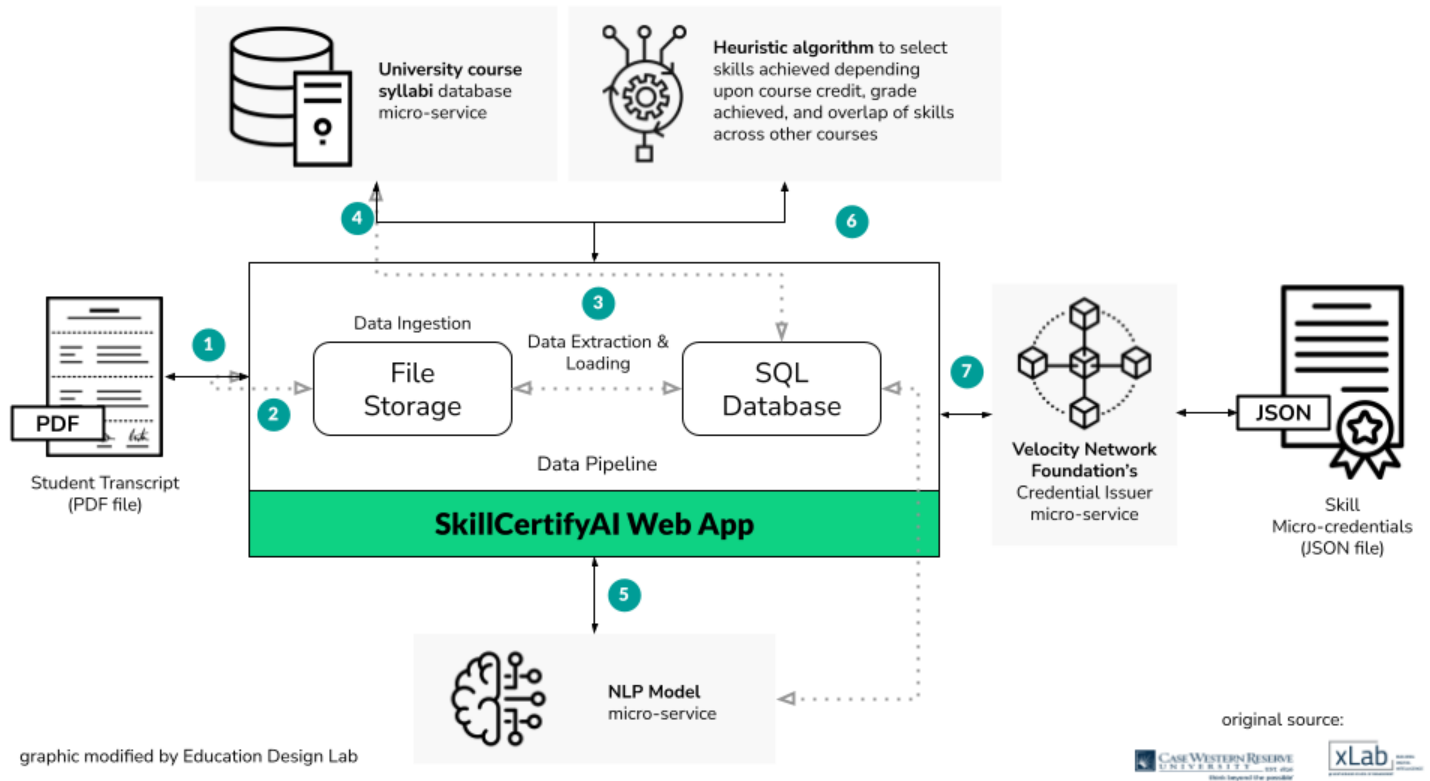 University course
syllabi database
micro-service
Heuristic algorithm to select
skills achieved depending
upon course credit, grade
achieved, and overlap of skills
across other courses
4
6
1
2
3
Data Ingestion
Data Extraction &
Loading
File
Storage
SQL
Database
Data Pipeline
SkillCertifyAI Web App
PDF
Student Transcript
(PDF file)
7
Velocity Network
Foundation's
Credential Issuer
micro-service
JSON
Skill
Micro-credentials
(JSON file)
5
NLP Model
micro-service
graphic modified by Education Design Lab
original source:
CASE WESTERN RESERVE
UNIVERSITY EST. 1826
think beyond the possible
xLab